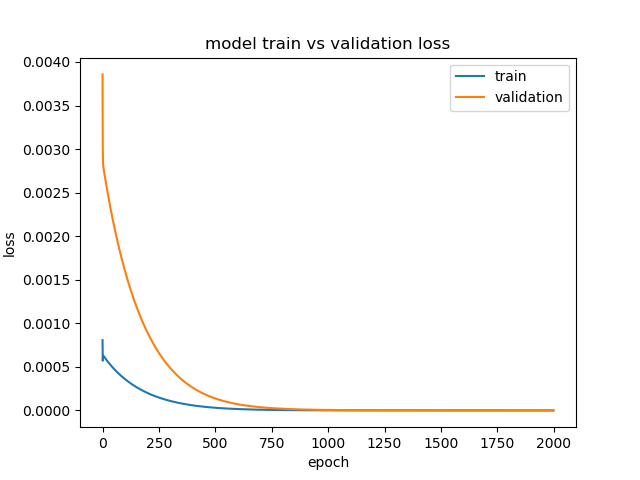 model train vs validation loss
train
validation
0.0040
0.0035
0.0030
0.0025
0.0020
0.0015
0.0010
0.0005
0.0000
loss
0 250 500 750 1000 1250 1500 1750 2000
epoch